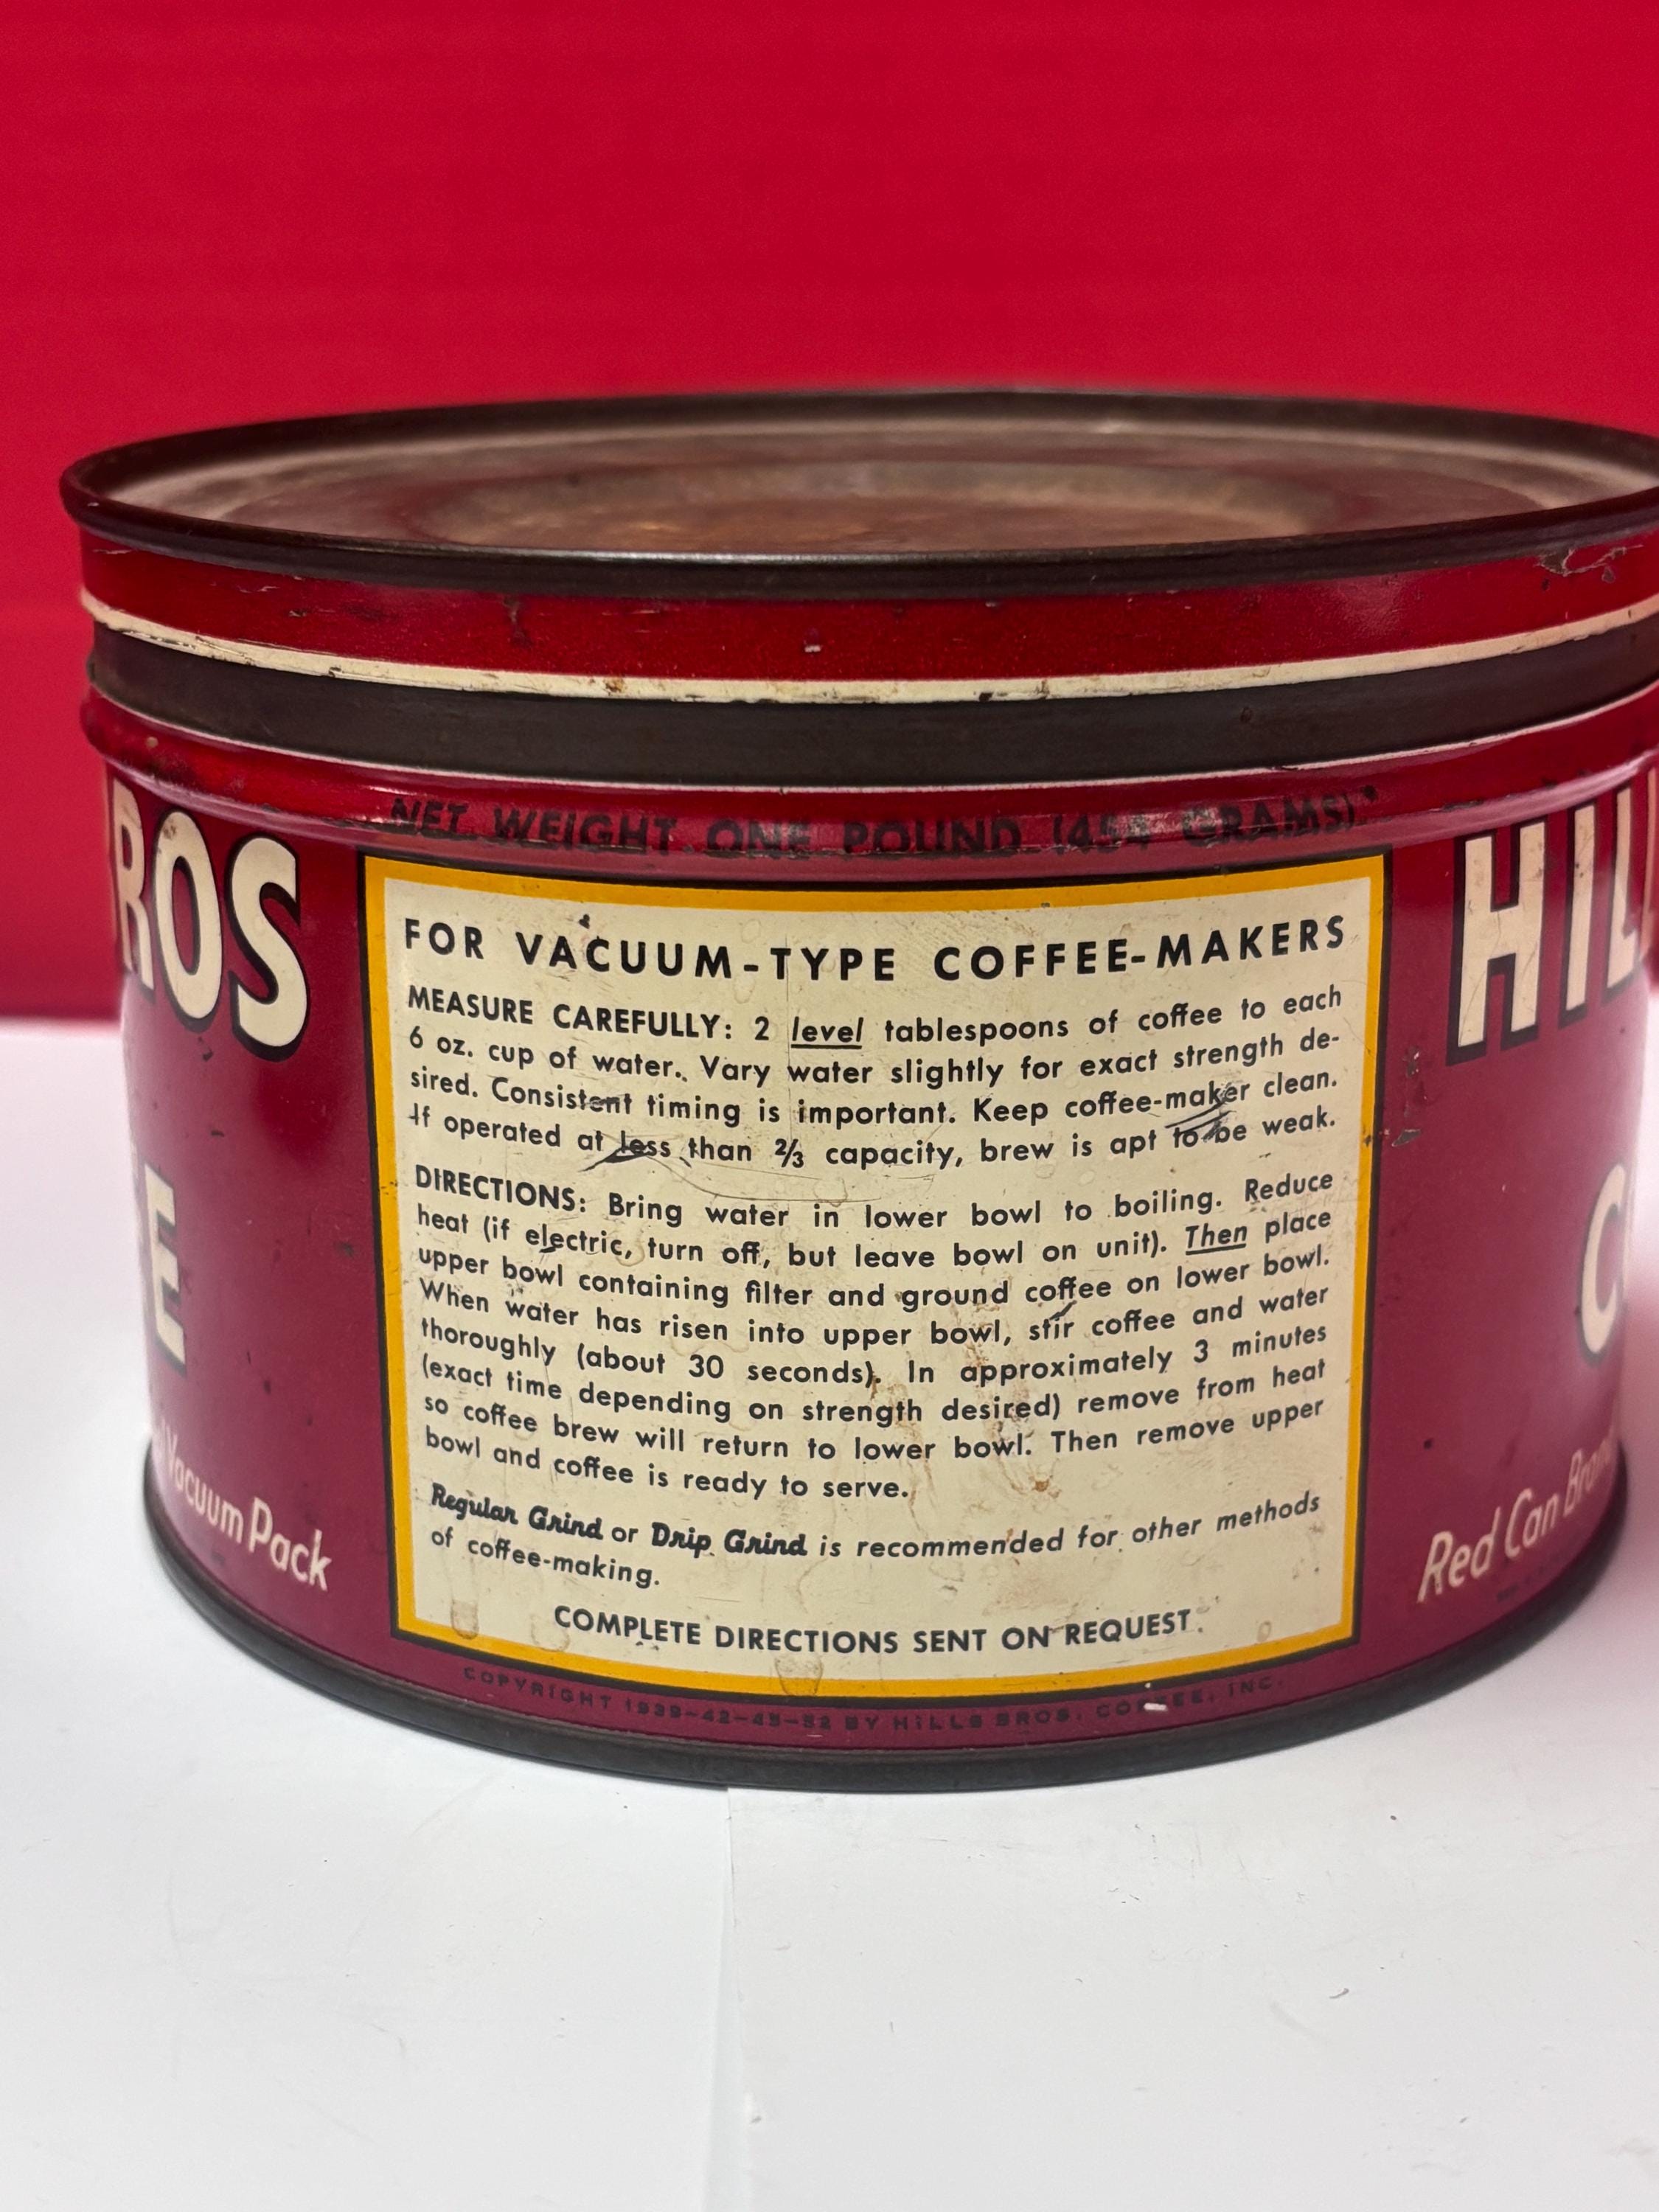 NET WEIGHT ONE POUND (454 GRAMS)
ROS
HILL
FOR VACUUM-TYPE COFFEE-MAKERS
MEASURE CAREFULLY: 2 level tablespoons of coffee to each
6 oz. cup of water. Vary water slightly for exact strength de-
sired. Consistent timing is important. Keep coffee-maker clean.
If operated at less than ⅔ capacity, brew is apt to be weak.
DIRECTIONS: Bring water in lower bowl to boiling. Reduce
heat (if electric, turn off, but leave bowl on unit). Then place
upper bowl containing filter and ground coffee on lower bowl.
When water has risen into upper bowl, stir coffee and water
thoroughly (about 30 seconds). In approximately 3 minutes
(exact time depending on strength desired) remove from heat
so coffee brew will return to lower bowl. Then remove upper
bowl and coffee is ready to serve.
Regular Grind or Drip Grind is recommended for other methods
of coffee-making.
COMPLETE DIRECTIONS SENT ON REQUEST.
E
C
Vacuum Pack
Red Can Brand
COPYRIGHT 1939-42-45-52 BY HILLS BROS. COFFEE, INC.